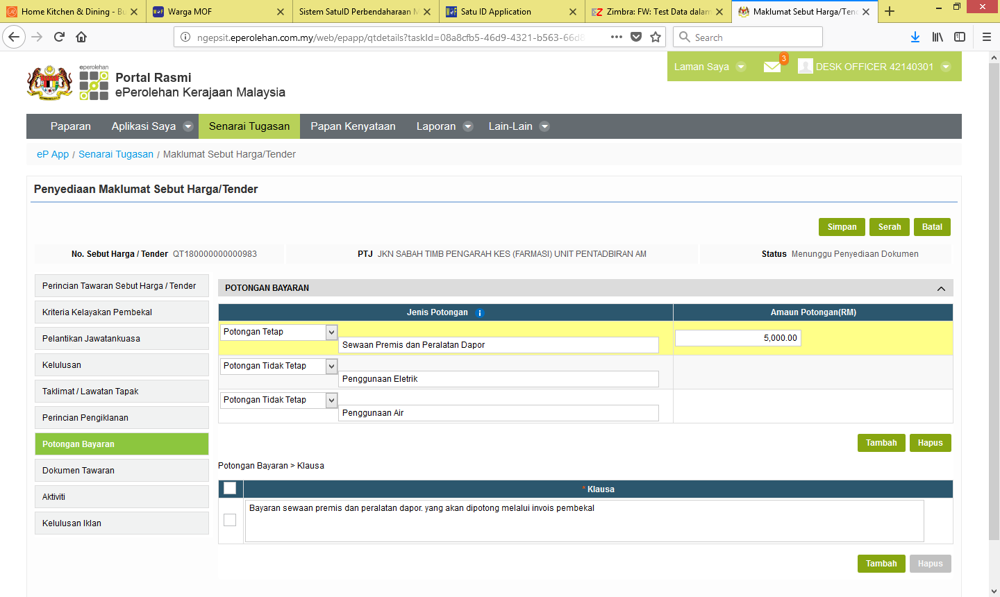 Home Kitchen & Dining - Bu
Warga MOF
Sistem SatuID Perbendaharaan M
Satu ID Application
Zimbra: FW: Test Data dalam
Maklumat Sebut Harga/Tend
ngepsit.eperolehan.com.my/web/epapp/qtdetails?taskId=08a8cfb5-46d9-4321-b563-66d8
Search
eperolehan
Portal Rasmi
ePerolehan Kerajaan Malaysia
Laman Saya
3
DESK OFFICER 42140301
Paparan
Aplikasi Saya
Senarai Tugasan
Papan Kenyataan
Laporan
Lain-Lain
eP App / Senarai Tugasan / Maklumat Sebut Harga/Tender
Penyediaan Maklumat Sebut Harga/Tender
Simpan
Serah
Batal
No. Sebut Harga / Tender QT180000000000983
PTJ JKN SABAH TIMB PENGARAH KES (FARMASI) UNIT PENTADBIRAN AM
Status Menunggu Penyediaan Dokumen
Perincian Tawaran Sebut Harga / Tender
Kriteria Kelayakan Pembekal
Pelantikan Jawatankuasa
Kelulusan
Taklimat / Lawatan Tapak
Perincian Pengiklanan
Potongan Bayaran
Dokumen Tawaran
Aktiviti
Kelulusan Iklan
POTONGAN BAYARAN
Jenis Potongan i
Amaun Potongan(RM)
Potongan Tetap
Sewaan Premis dan Peralatan Dapor
5,000.00
Potongan Tidak Tetap
Penggunaan Eletrik
Potongan Tidak Tetap
Penggunaan Air
Tambah
Hapus
Potongan Bayaran > Klausa
* Klausa
Bayaran sewaan premis dan peralatan dapor. yang akan dipotong melalui invois pembekal
Tambah
Hapus